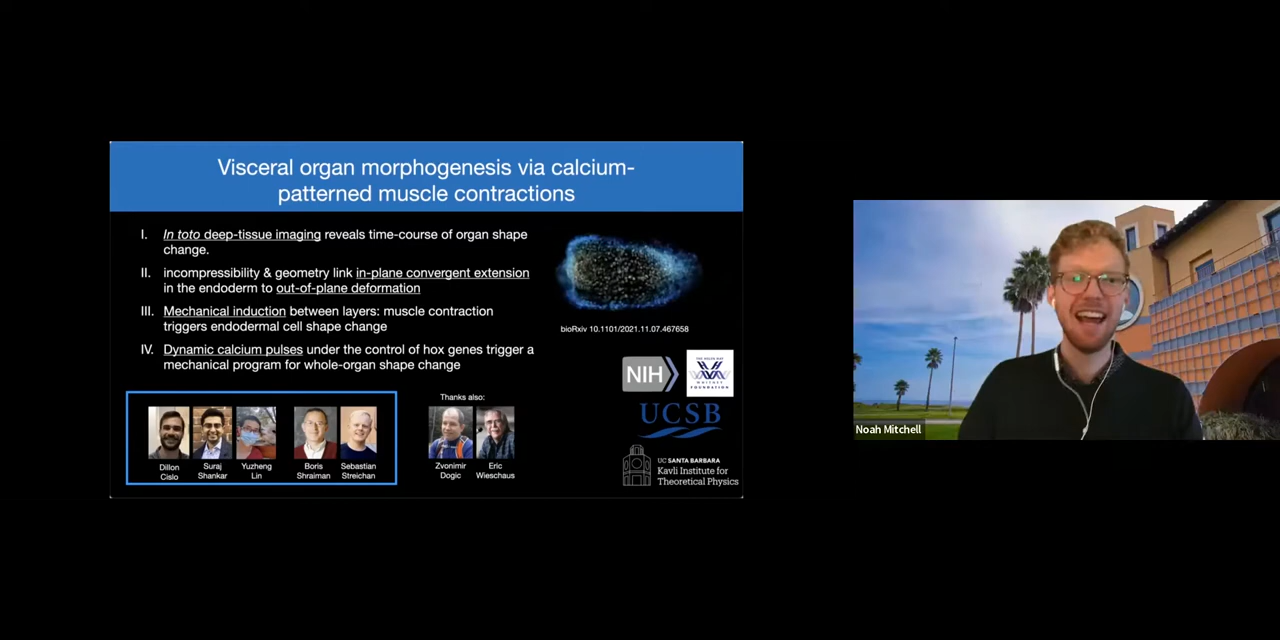 Visceral organ morphogenesis via calcium-
patterned muscle contractions
I. In toto deep-tissue imaging reveals time-course of organ shape
change.
II. incompressibility & geometry link in-plane convergent extension
in the endoderm to out-of-plane deformation
III. Mechanical induction between layers: muscle contraction
triggers endodermal cell shape change
IV. Dynamic calcium pulses under the control of hox genes trigger a
mechanical program for whole-organ shape change
bioRxiv 10.1101/2021.11.07.467658
NIH
WHITNEY
FOUNDATION
UCSB
UC SANTA BARBARA
Kavli Institute for
Theoretical Physics
Dillon
Cislo
Suraj
Shankar
Yuzheng
Lin
Boris
Shraiman
Sebastian
Streichan
Thanks also:
Zvonimir
Dogic
Eric
Wieschaus
Noah Mitchell